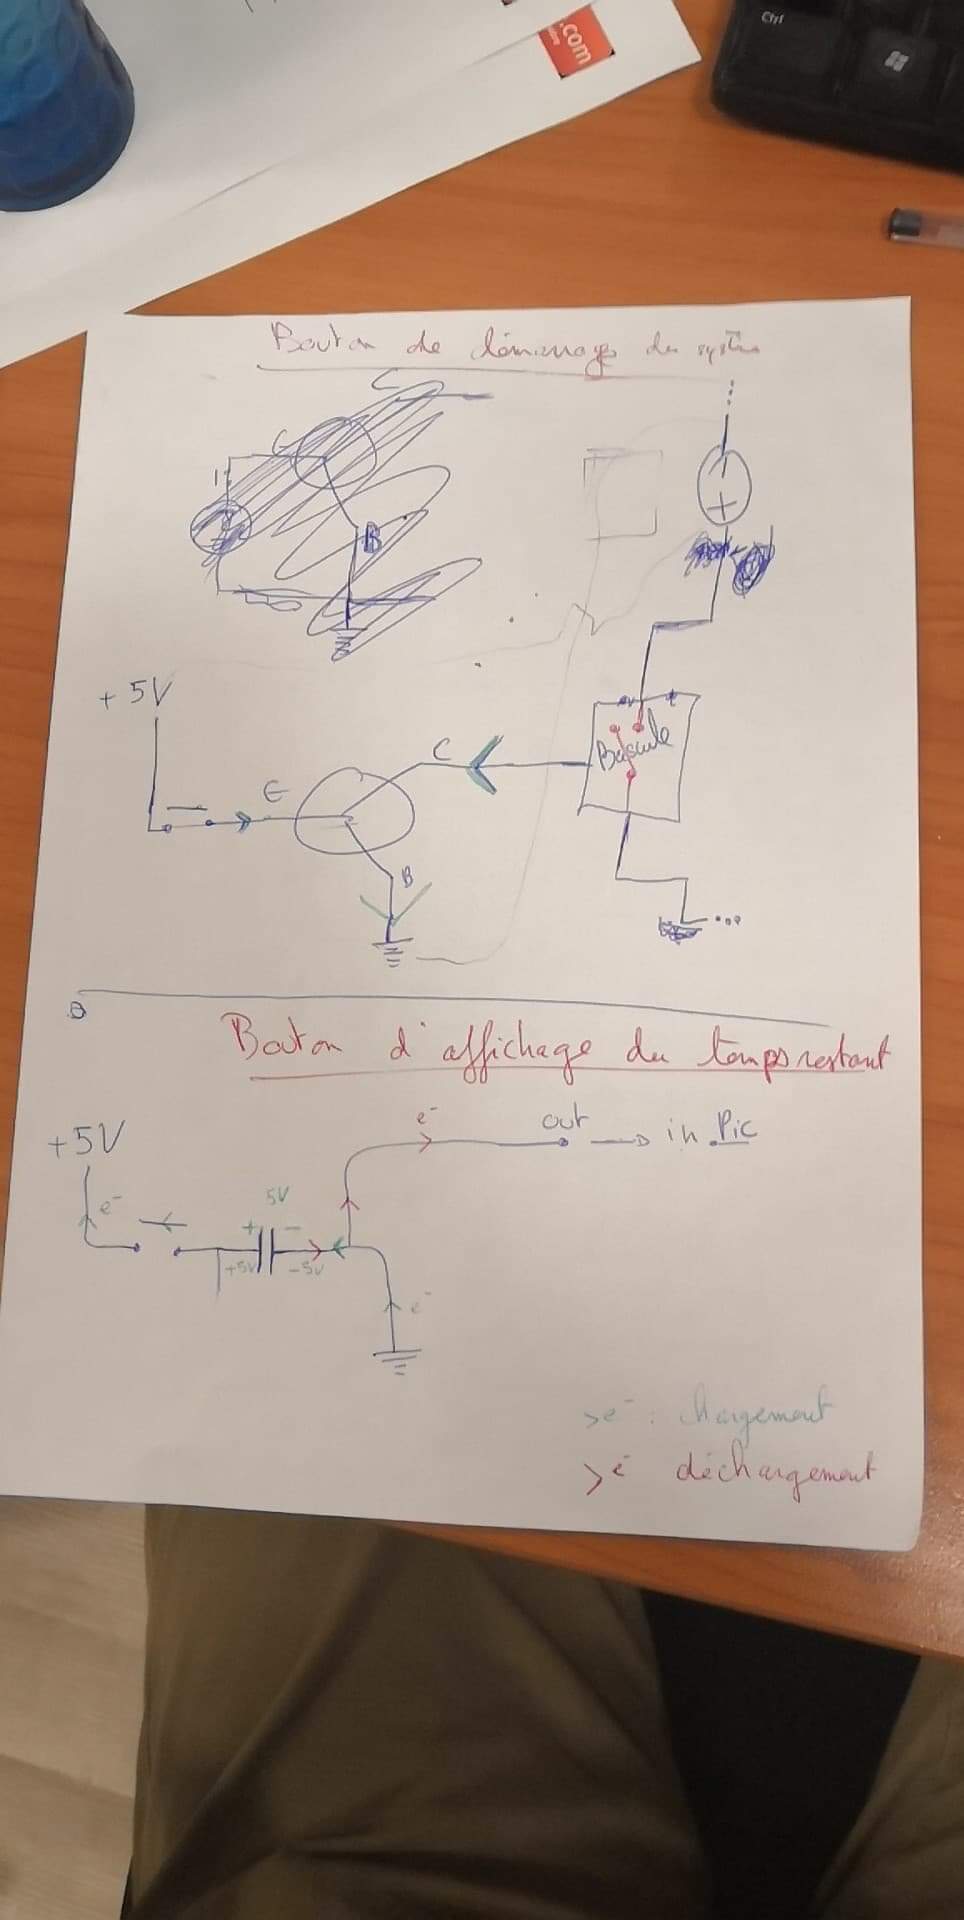 Ctrl
.com
Bouton de démarrage du système
C
B
+ 5V
C
E
B
Bascule
+
Bouton d'affichage du temps restant
+5V
e-
out
in Pic
e-
5V
+
-
+5V
-5V
e-
> e- : chargement
> e- déchargement